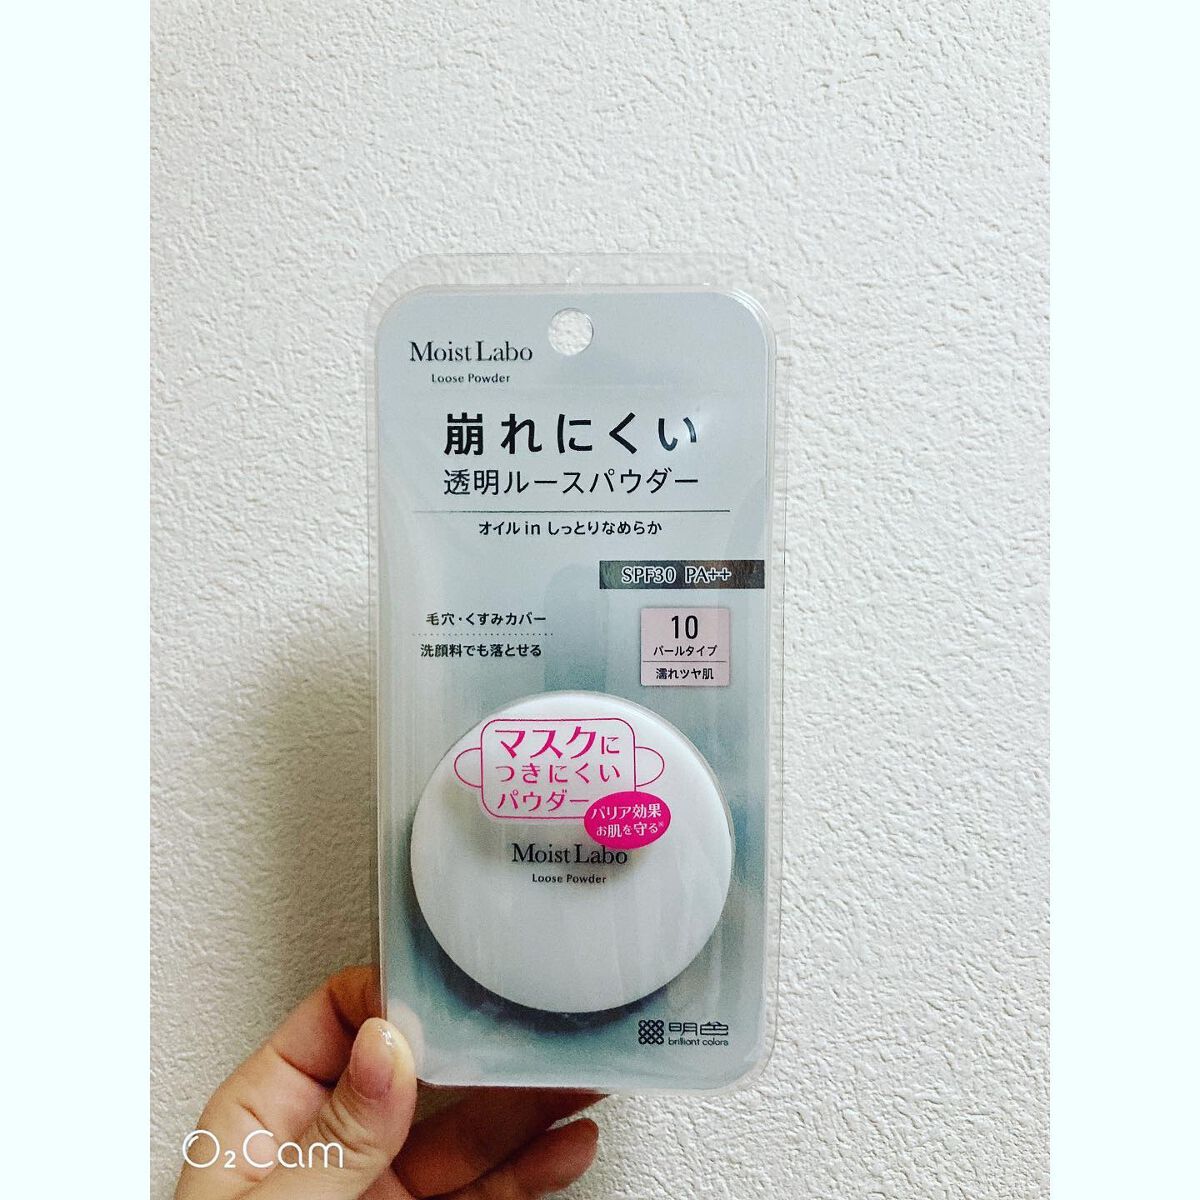 Moist Labo
Loose Powder
崩れにくい
透明ルースパウダー
オイル in しっとりなめらか
SPF30 PA++
毛穴・くすみカバー
洗顔料でも落とせる
10
パールタイプ
濡れツヤ肌
マスクに
つきにくい
パウダー
バリア効果
お肌を守る※
Moist Labo
Loose Powder
明色
brilliant colors
O₂Cam